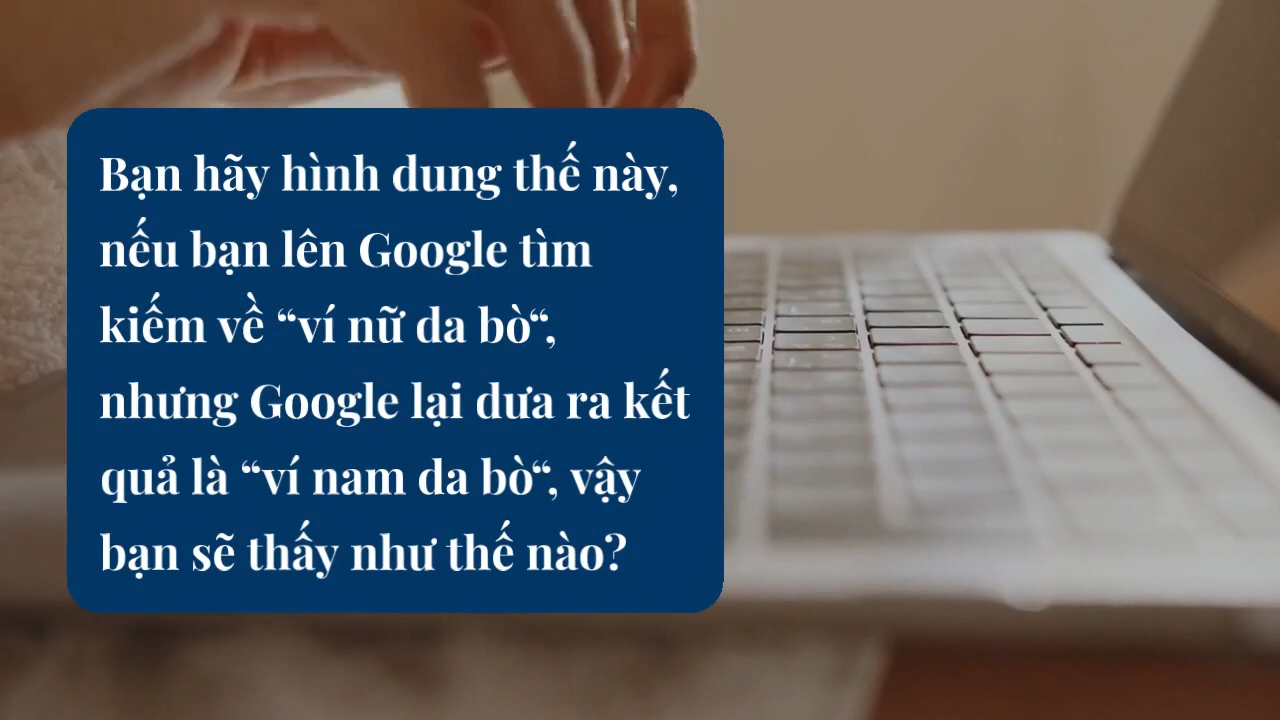 Bạn hãy hình dung thế này,
nếu bạn lên Google tìm
kiếm về “ví nữ da bò“,
nhưng Google lại dưa ra kết
quả là “ví nam da bò“, vậy
bạn sẽ thấy như thế nào?